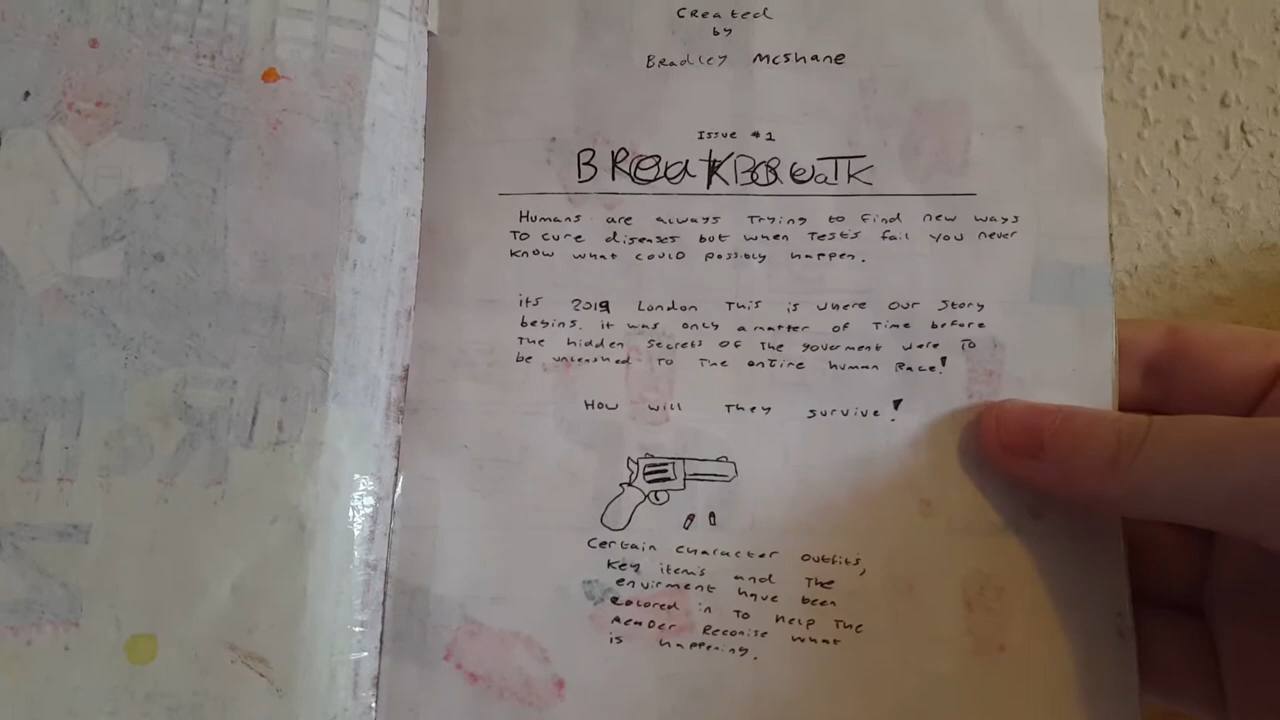 Created
by
Bradley McShane
Issue #1
Humans are always Trying to find new ways
To cure diseases but when Tests fail you never
know what could possibly happen.
its 2019 London This is where our Story
begins. it was only a matter of Time before
The hidden secrets of The goverment were To
be unleashed To The entire human Race!
How will They survive!
Certain character outfits,
Key items and The
envirment have been
colored in To help The
Reader Reconise what
is happening.